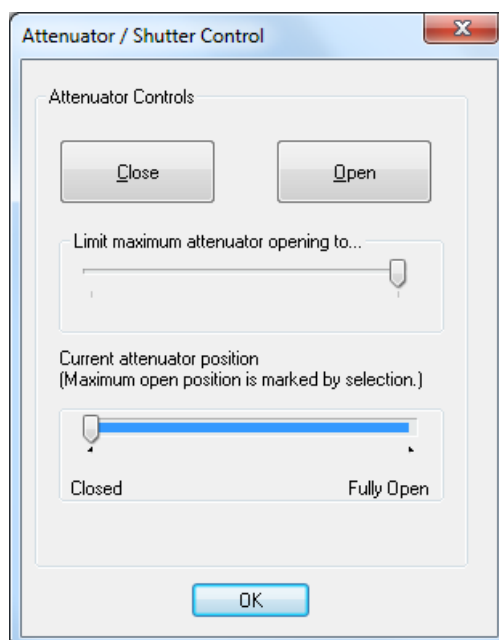 Attenuator / Shutter Control
Attenuator Controls
Close
Open
Limit maximum attenuator opening to...
Current attenuator position
(Maximum open position is marked by selection.)
Closed
Fully Open
OK